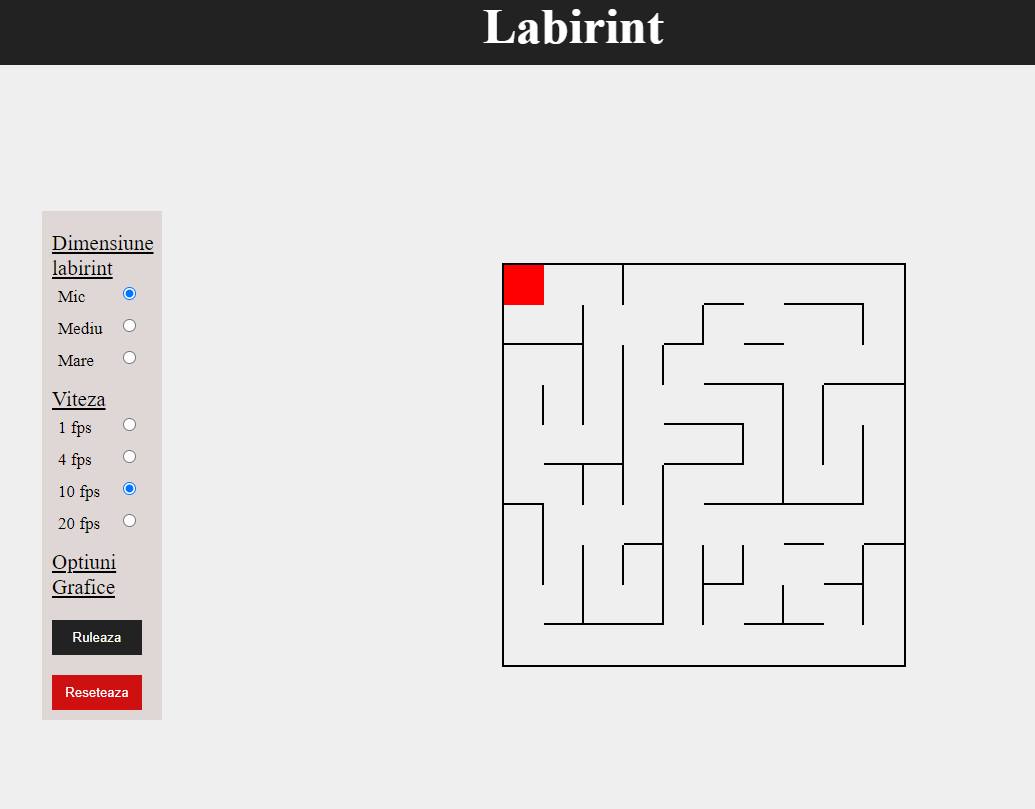 Labirint
Dimensiune
labirint
Mic
Mediu
Mare
Viteza
1 fps
4 fps
10 fps
20 fps
Optiuni
Grafice
Ruleaza
Reseteaza